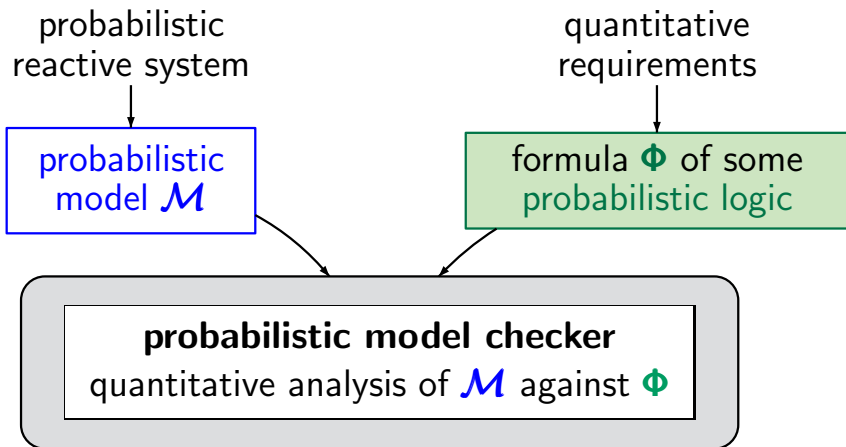 probabilistic
reactive system
quantitative
requirements
probabilistic
model 𝓜
formula Φ of some
probabilistic logic
probabilistic model checker
quantitative analysis of 𝓜 against Φ